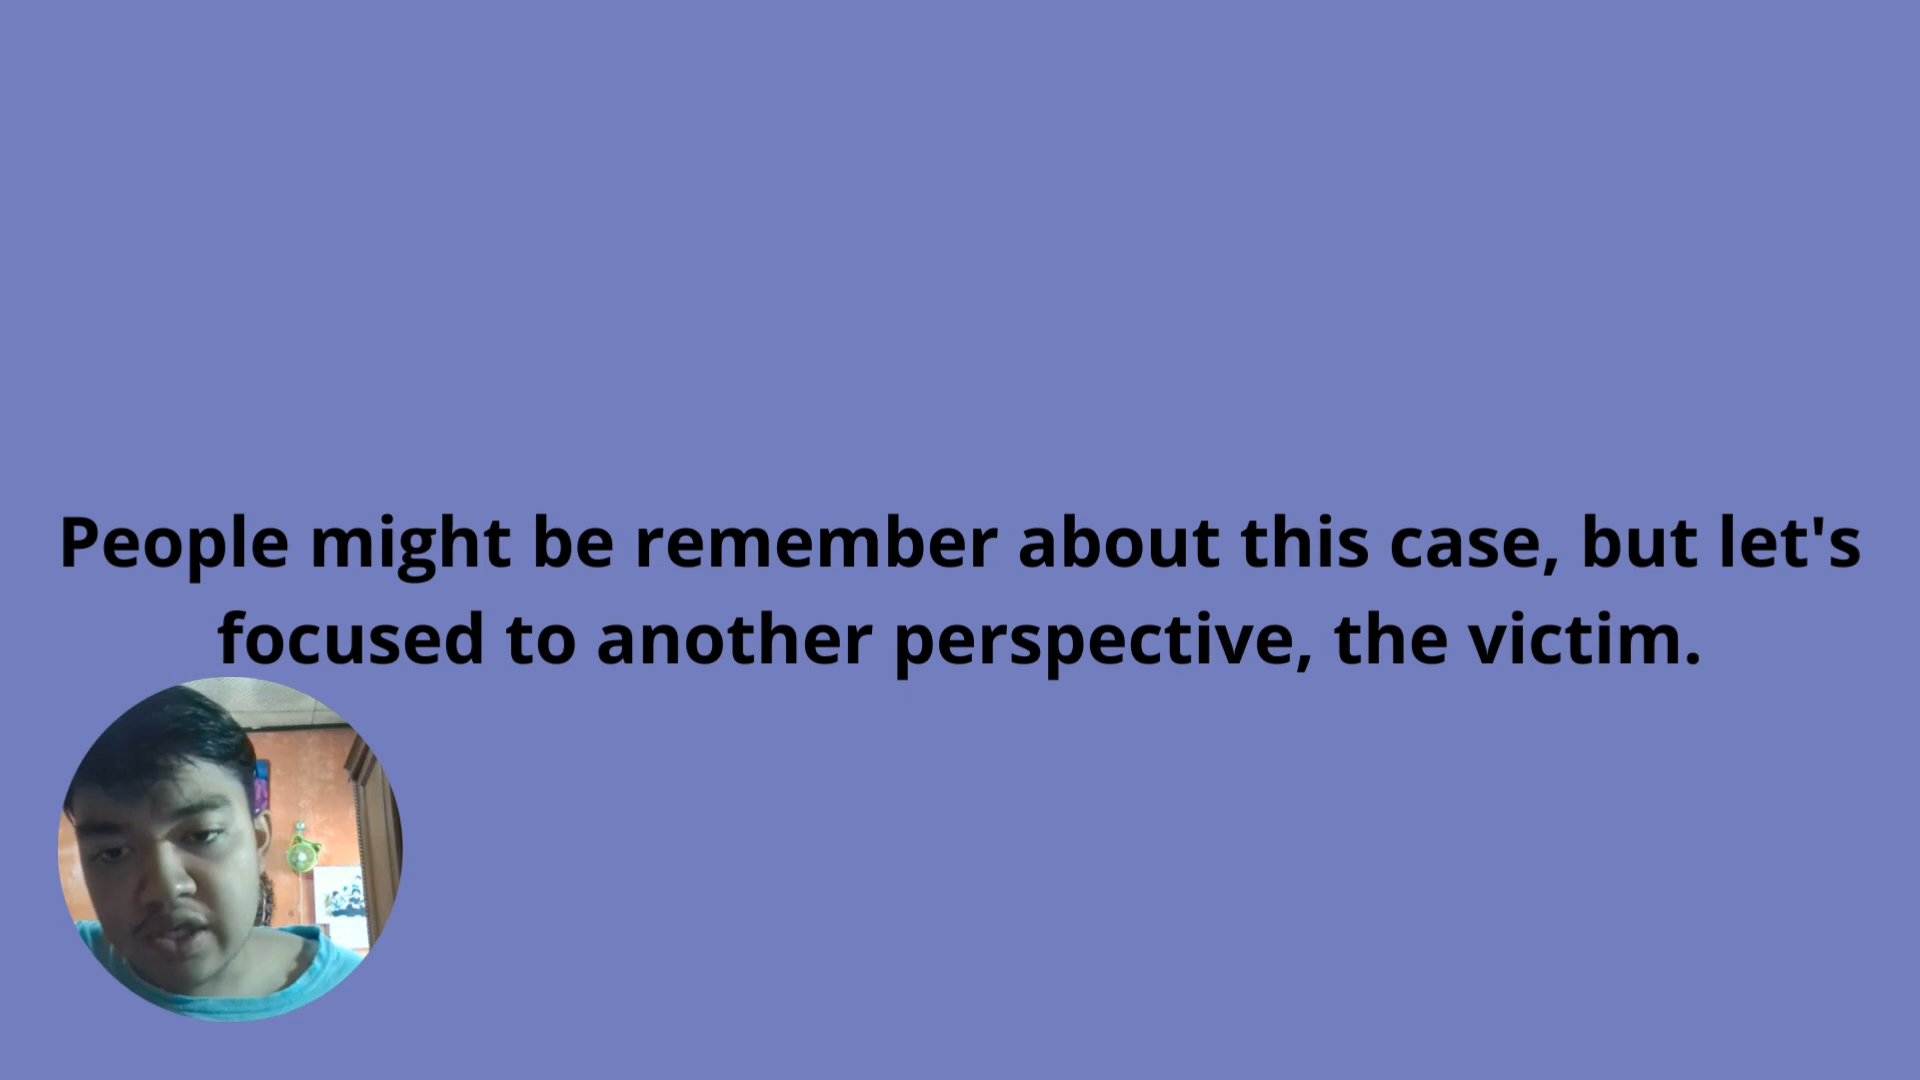 People might be remember about this case, but let's
focused to another perspective, the victim.